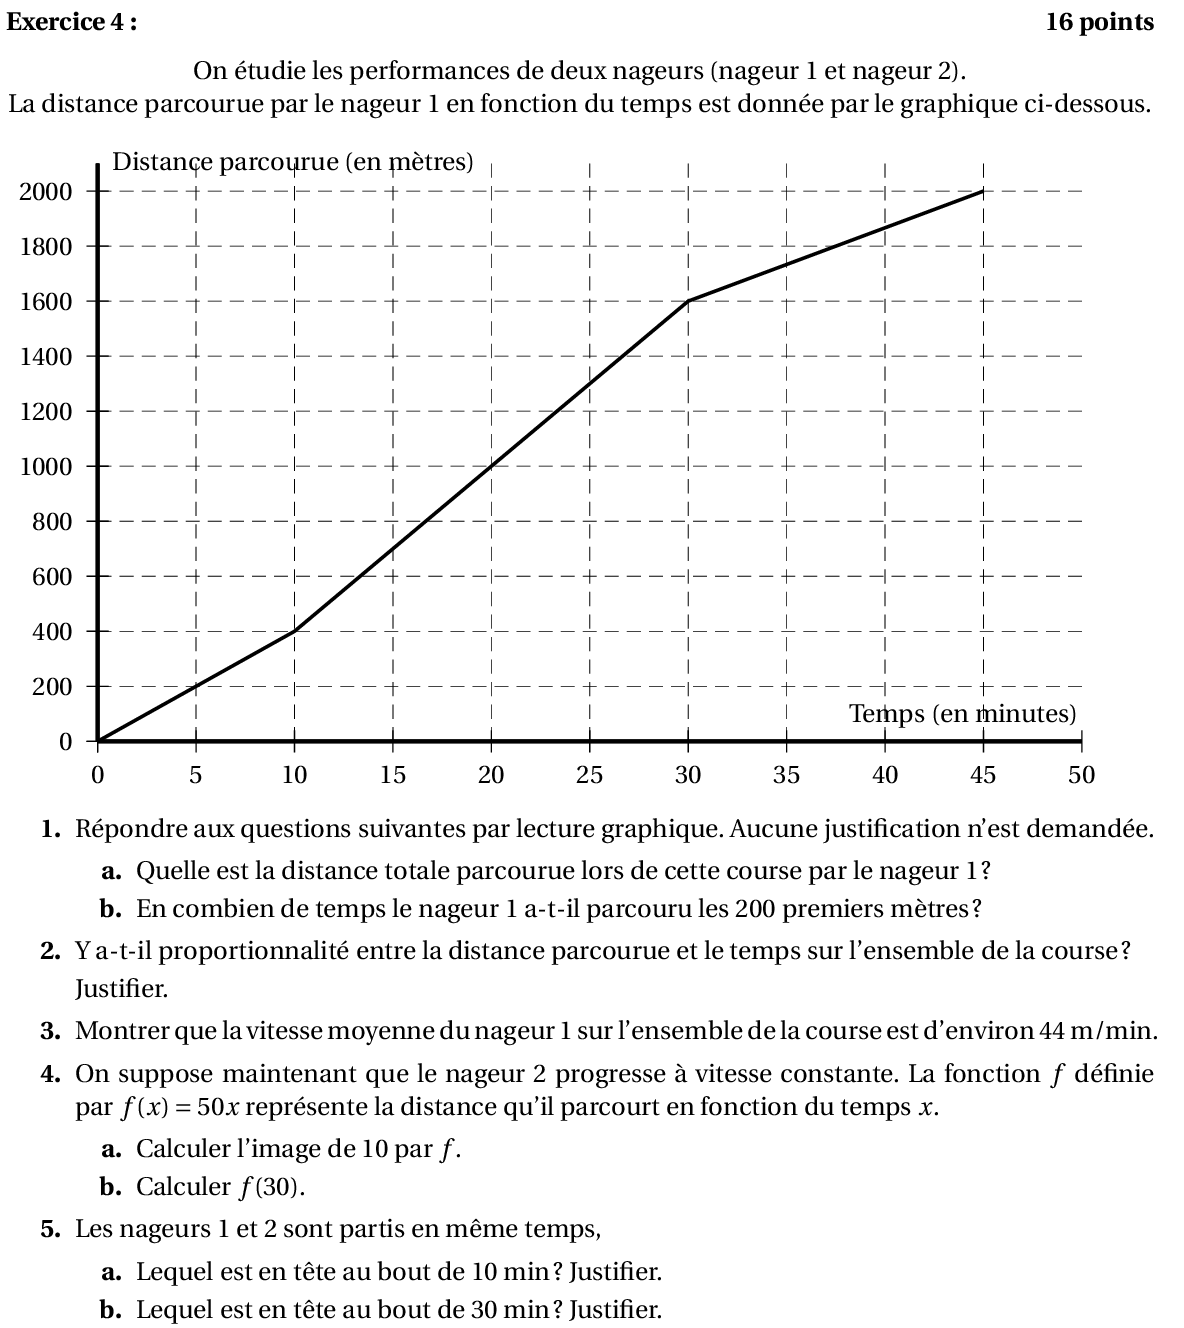 Exercice 4 : 16 points
On étudie les performances de deux nageurs (nageur 1 et nageur 2).
La distance parcourue par le nageur 1 en fonction du temps est donnée par le graphique ci-dessous.
Distance parcourue (en mètres)
2000
1800
1600
1400
1200
1000
800
600
400
200
Temps (en minutes)
0
0 5 10 15 20 25 30 35 40 45 50
1. Répondre aux questions suivantes par lecture graphique. Aucune justification n'est demandée.
a. Quelle est la distance totale parcourue lors de cette course par le nageur 1 ?
b. En combien de temps le nageur 1 a-t-il parcouru les 200 premiers mètres ?
2. Y a-t-il proportionnalité entre la distance parcourue et le temps sur l'ensemble de la course ?
Justifier.
3. Montrer que la vitesse moyenne du nageur 1 sur l'ensemble de la course est d'environ 44 m/min.
4. On suppose maintenant que le nageur 2 progresse à vitesse constante. La fonction f définie
par f(x) = 50x représente la distance qu'il parcourt en fonction du temps x.
a. Calculer l'image de 10 par f.
b. Calculer f(30).
5. Les nageurs 1 et 2 sont partis en même temps,
a. Lequel est en tête au bout de 10 min ? Justifier.
b. Lequel est en tête au bout de 30 min ? Justifier.